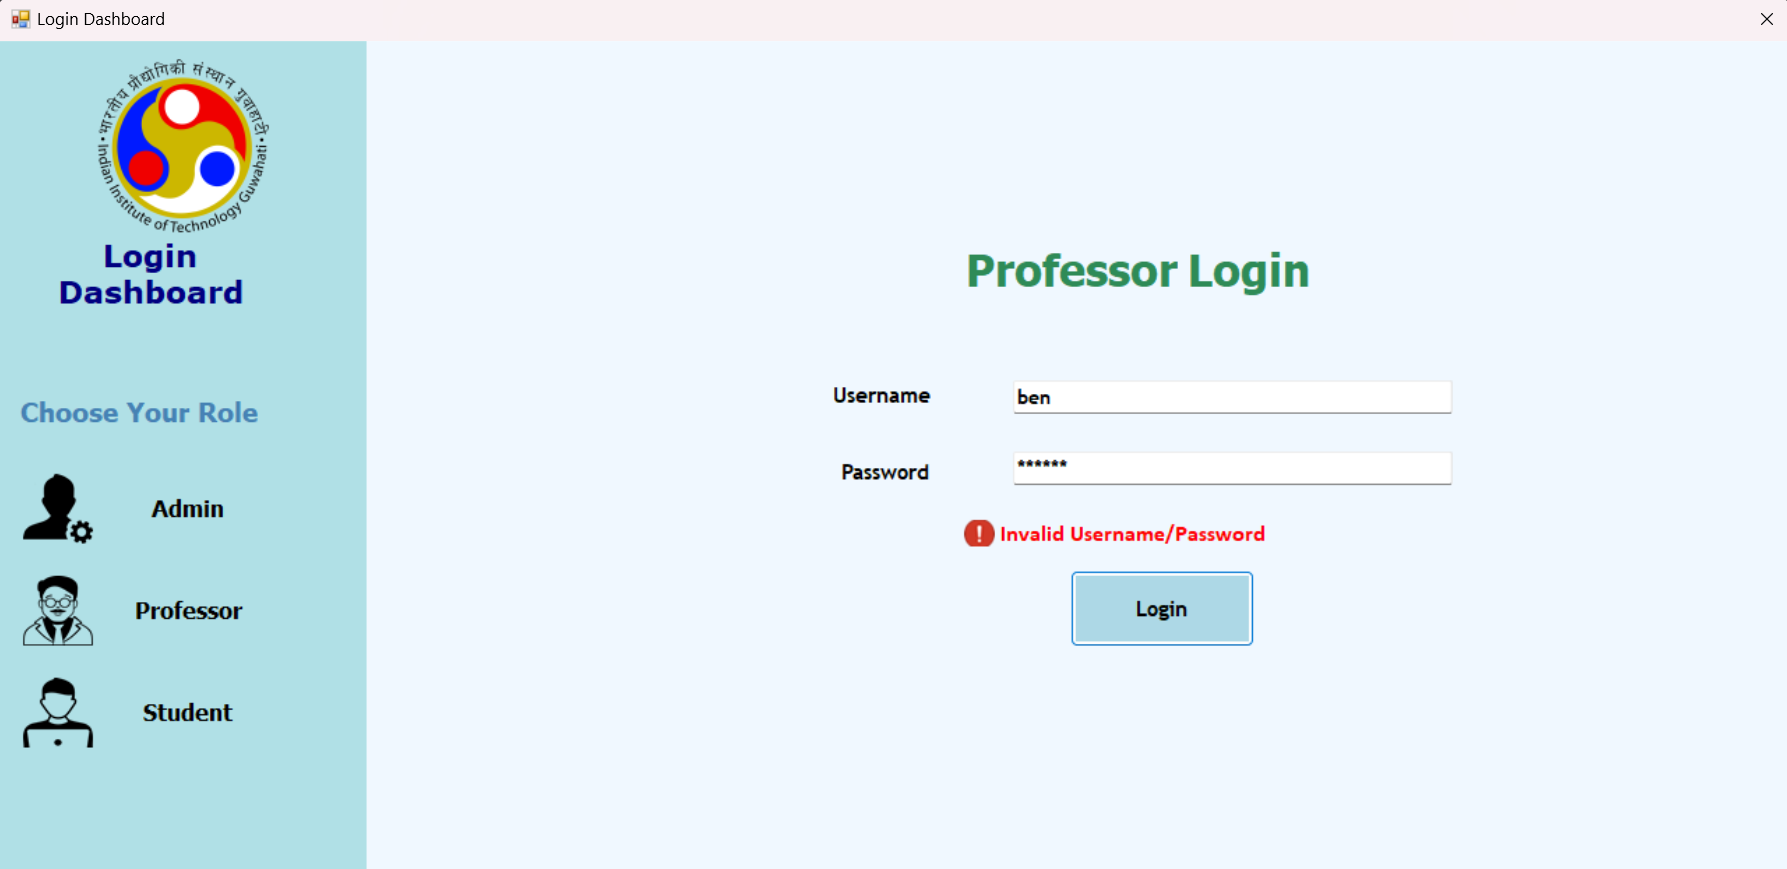 Login Dashboard
भारतीय प्रौद्योगिकी संस्थान गुवाहाटी
Indian Institute of Technology Guwahati
Login
Dashboard
Choose Your Role
Admin
Professor
Student
Professor Login
Username
ben
Password
******
Invalid Username/Password
Login